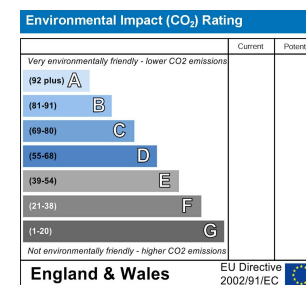 Environmental Impact (CO₂) Rating
Current Potent
Very environmentally friendly - lower CO2 emissions
(92 plus) A
(81-91) B
(69-80) C
(55-68) D
(39-54) E
(21-38) F
(1-20) G
Not environmentally friendly - higher CO2 emissions
England & Wales
EU Directive
2002/91/EC